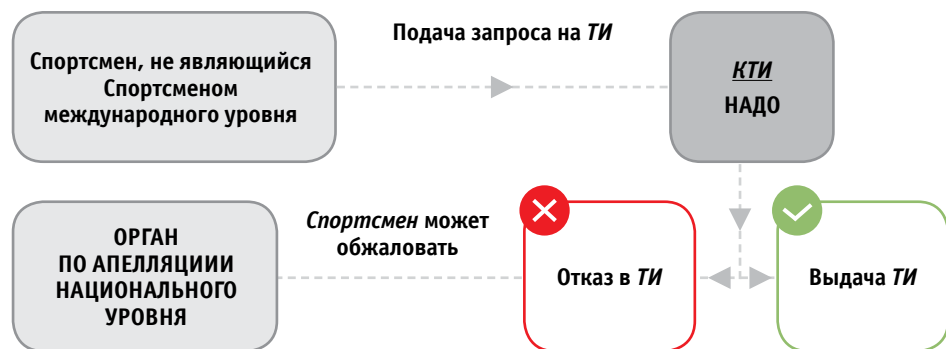 Подача запроса на ТИ
Спортсмен, не являющийся
Спортсменом
международного уровня
КТИ
НАДО
ОРГАН
ПО АПЕЛЛЯЦИИИ
НАЦИОНАЛЬНОГО
УРОВНЯ
Спортсмен может
обжаловать
Отказ в ТИ
Выдача ТИ